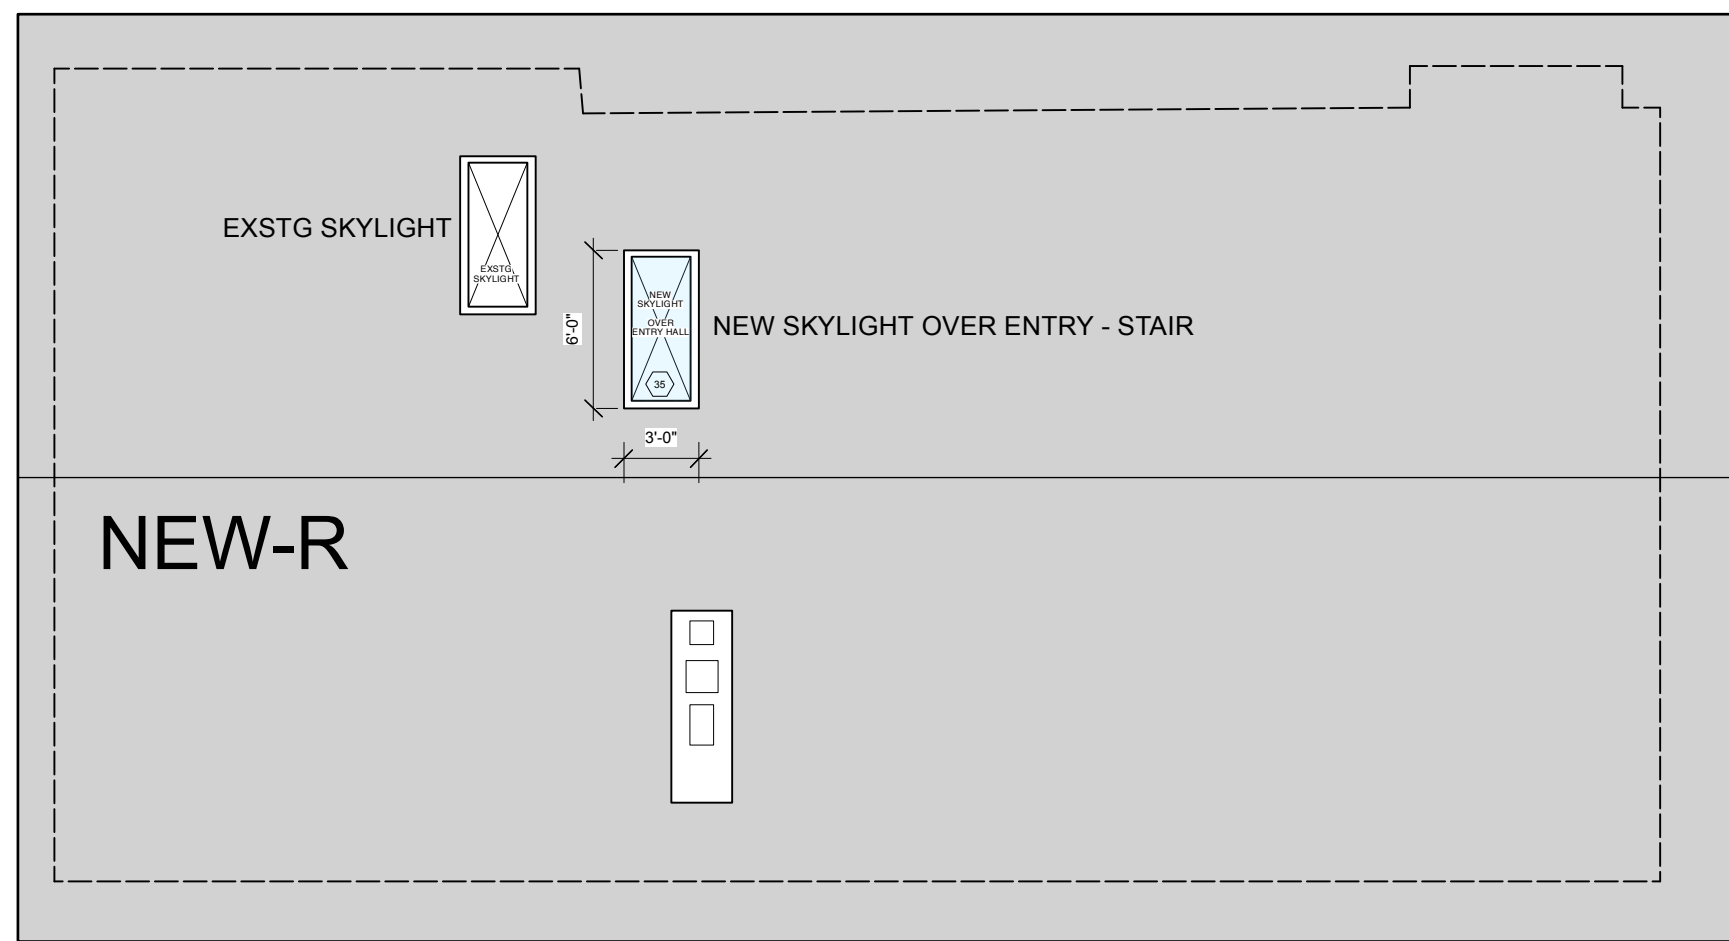 EXSTG SKYLIGHT
EXSTG
SKYLIGHT
NEW
SKYLIGHT
OVER
ENTRY HALL
35
6'-0"
NEW SKYLIGHT OVER ENTRY - STAIR
3'-0"
NEW-R